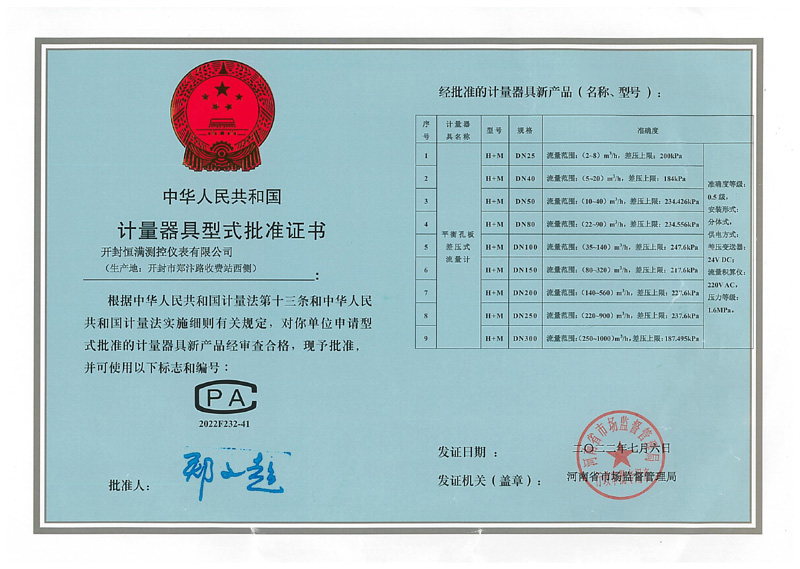 中华人民共和国
计量器具型式批准证书
开封恒满测控仪表有限公司
（生产地：开封市郑汴路收费站西侧）
：
根据中华人民共和国计量法第十三条和中华人民
共和国计量法实施细则有关规定，对你单位申请型
式批准的计量器具新产品经审查合格，现予批准，
并可使用以下标志和编号：
CPA
2022F232-41
批准人：
经批准的计量器具新产品（名称、型号）：
序号 计量器具名称 型号 规格 准确度
1 H+M DN25 流量范围：（2~8）m³/h，差压上限：200kPa
2 H+M DN40 流量范围：（5~20）m³/h，差压上限：184kPa
3 H+M DN50 流量范围：（10~40）m³/h，差压上限：234.426kPa
4 H+M DN80 流量范围：（22~90）m³/h，差压上限：234.556kPa
5 H+M DN100 流量范围：（35~140）m³/h，差压上限：247.6kPa
6 H+M DN150 流量范围：（80~320）m³/h，差压上限：217.6kPa
7 H+M DN200 流量范围：（140~560）m³/h，差压上限：227.6kPa
8 H+M DN250 流量范围：（220~900）m³/h，差压上限：237.6kPa
9 H+M DN300 流量范围：（250~1000）m³/h，差压上限：187.495kPa
平衡孔板
差压式
流量计
准确度等级：
0.5级，
安装形式：
分体式，
供电方式：
差压变送器：
24V DC；
流量积算仪：
220V AC，
压力等级：
1.6MPa。
发证日期：
二〇二二年七月六日
发证机关（盖章）：
河南省市场监督管理局
河南省市场监督管理局